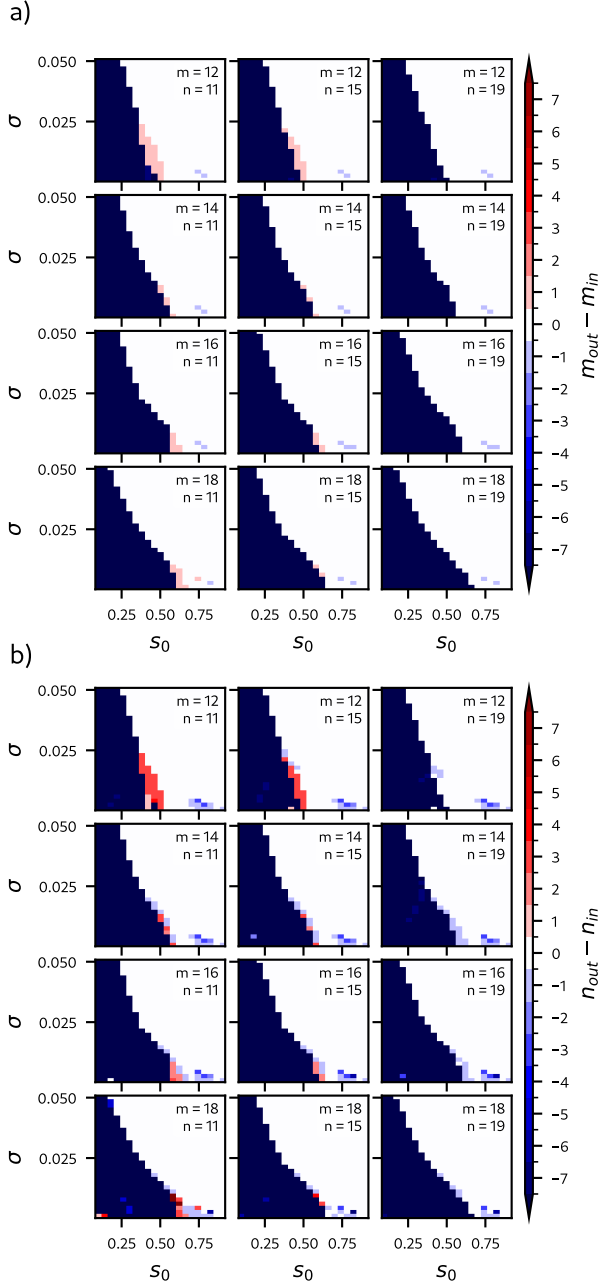 a)
m = 12
n = 11
m = 12
n = 15
m = 12
n = 19
m = 14
n = 11
m = 14
n = 15
m = 14
n = 19
m = 16
n = 11
m = 16
n = 15
m = 16
n = 19
m = 18
n = 11
m = 18
n = 15
m = 18
n = 19
0.050
0.025
σ
0.050
0.025
σ
0.050
0.025
σ
0.050
0.025
σ
0.25 0.50 0.75
0.25 0.50 0.75
0.25 0.50 0.75
s₀
s₀
s₀
7
6
5
4
3
2
1
0
−1
−2
−3
−4
−5
−6
−7
m_out − m_in
b)
m = 12
n = 11
m = 12
n = 15
m = 12
n = 19
m = 14
n = 11
m = 14
n = 15
m = 14
n = 19
m = 16
n = 11
m = 16
n = 15
m = 16
n = 19
m = 18
n = 11
m = 18
n = 15
m = 18
n = 19
0.050
0.025
σ
0.050
0.025
σ
0.050
0.025
σ
0.050
0.025
σ
0.25 0.50 0.75
0.25 0.50 0.75
0.25 0.50 0.75
s₀
s₀
s₀
7
6
5
4
3
2
1
0
−1
−2
−3
−4
−5
−6
−7
n_out − n_in